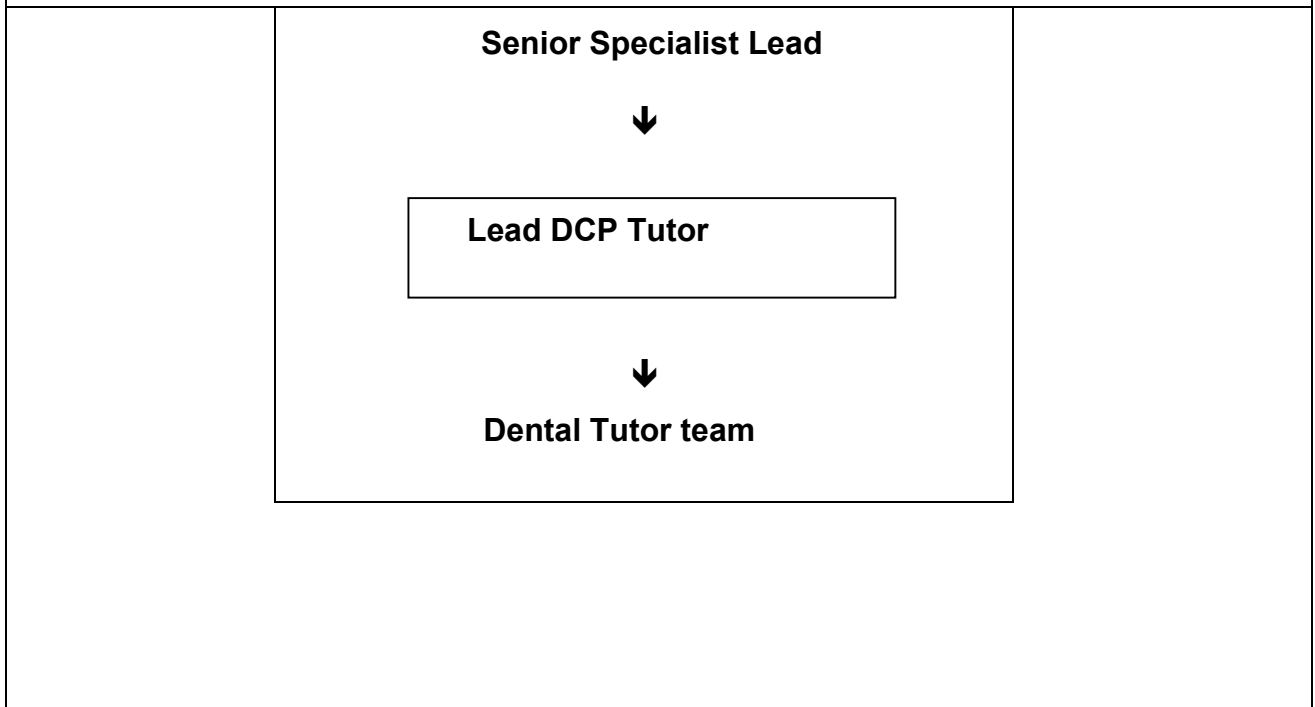 Senior Specialist Lead
🡻
Lead DCP Tutor
🡻
Dental Tutor team